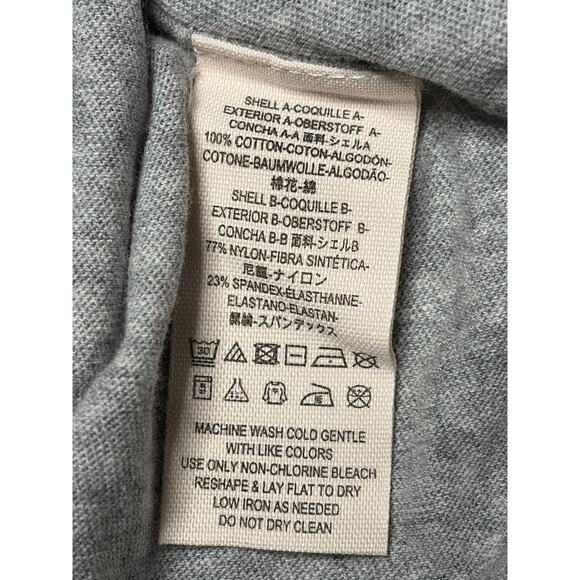 SHELL A-COQUILLE A-
EXTERIOR A-OBERSTOFF A-
CONCHA A-A 面料-シェルA
100% COTTON-COTON-ALGODÓN-
COTONE-BAUMWOLLE-ALGODÃO-
棉花-綿
SHELL B-COQUILLE B-
EXTERIOR B-OBERSTOFF B-
CONCHA B-B 面料-シェルB
77% NYLON-FIBRA SINTÉTICA-
尼龍-ナイロン
23% SPANDEX-ÉLASTHANNE-
ELASTANO-ELASTAN-
氨綸-スパンデックス
30
MACHINE WASH COLD GENTLE
WITH LIKE COLORS
USE ONLY NON-CHLORINE BLEACH
RESHAPE & LAY FLAT TO DRY
LOW IRON AS NEEDED
DO NOT DRY CLEAN